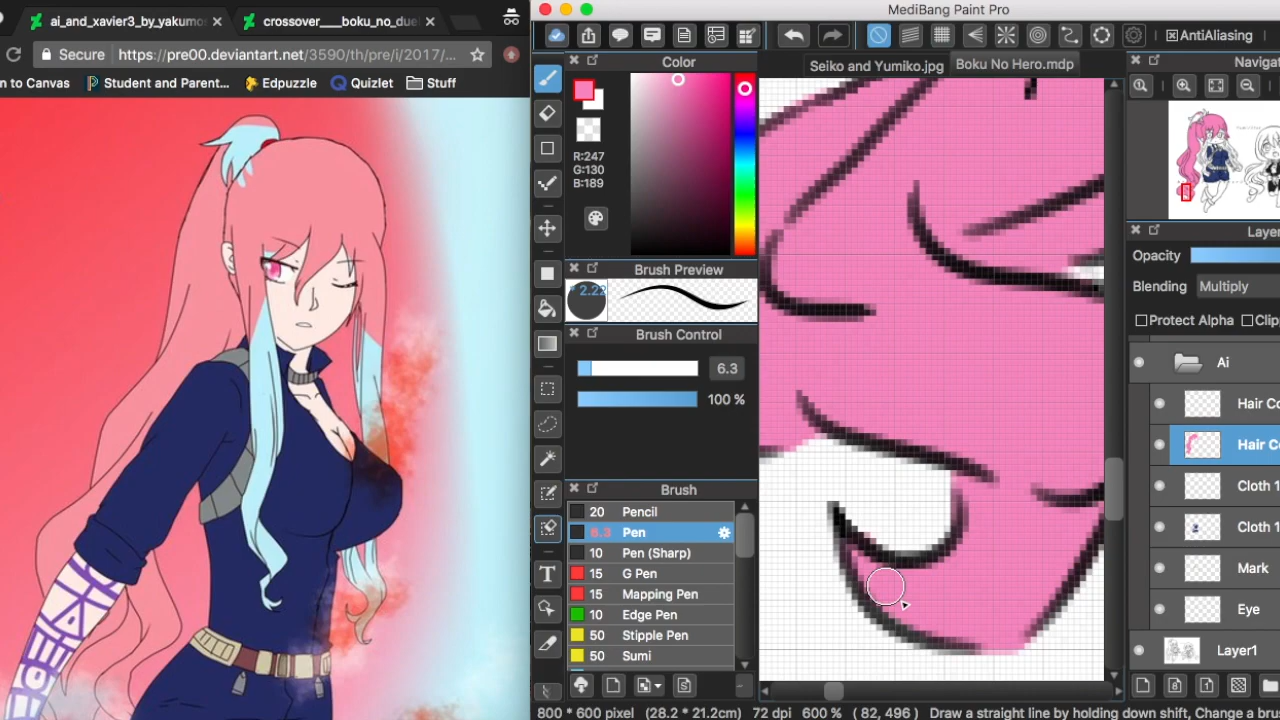 ai_and_xavier3_by_yakumo
crossover___boku_no_due
Secure
https://pre00.deviantart.net/3590/th/pre/i/2017/...
n to Canvas
Student and Parent
Edpuzzle
Quizlet
Stuff
MediBang Paint Pro
AntiAliasing
Color
Seiko and Yumiko.jpg
Boku No Hero.mdp
Naviga
R:247
G:130
B:189
Brush Preview
2.22
Brush Control
6.3
100 %
Brush
20 Pencil
6.3 Pen
10 Pen (Sharp)
15 G Pen
15 Mapping Pen
10 Edge Pen
50 Stipple Pen
50 Sumi
Layer
Opacity
Blending Multiply
Protect Alpha
Clip
Ai
Hair Co
Hair Co
Cloth 1
Cloth 1
Mark
Eye
Layer1
T
800 * 600 pixel (28.2 * 21.2cm) 72 dpi 600 % ( 82, 496 ) Draw a straight line by holding down shift, Change a brus